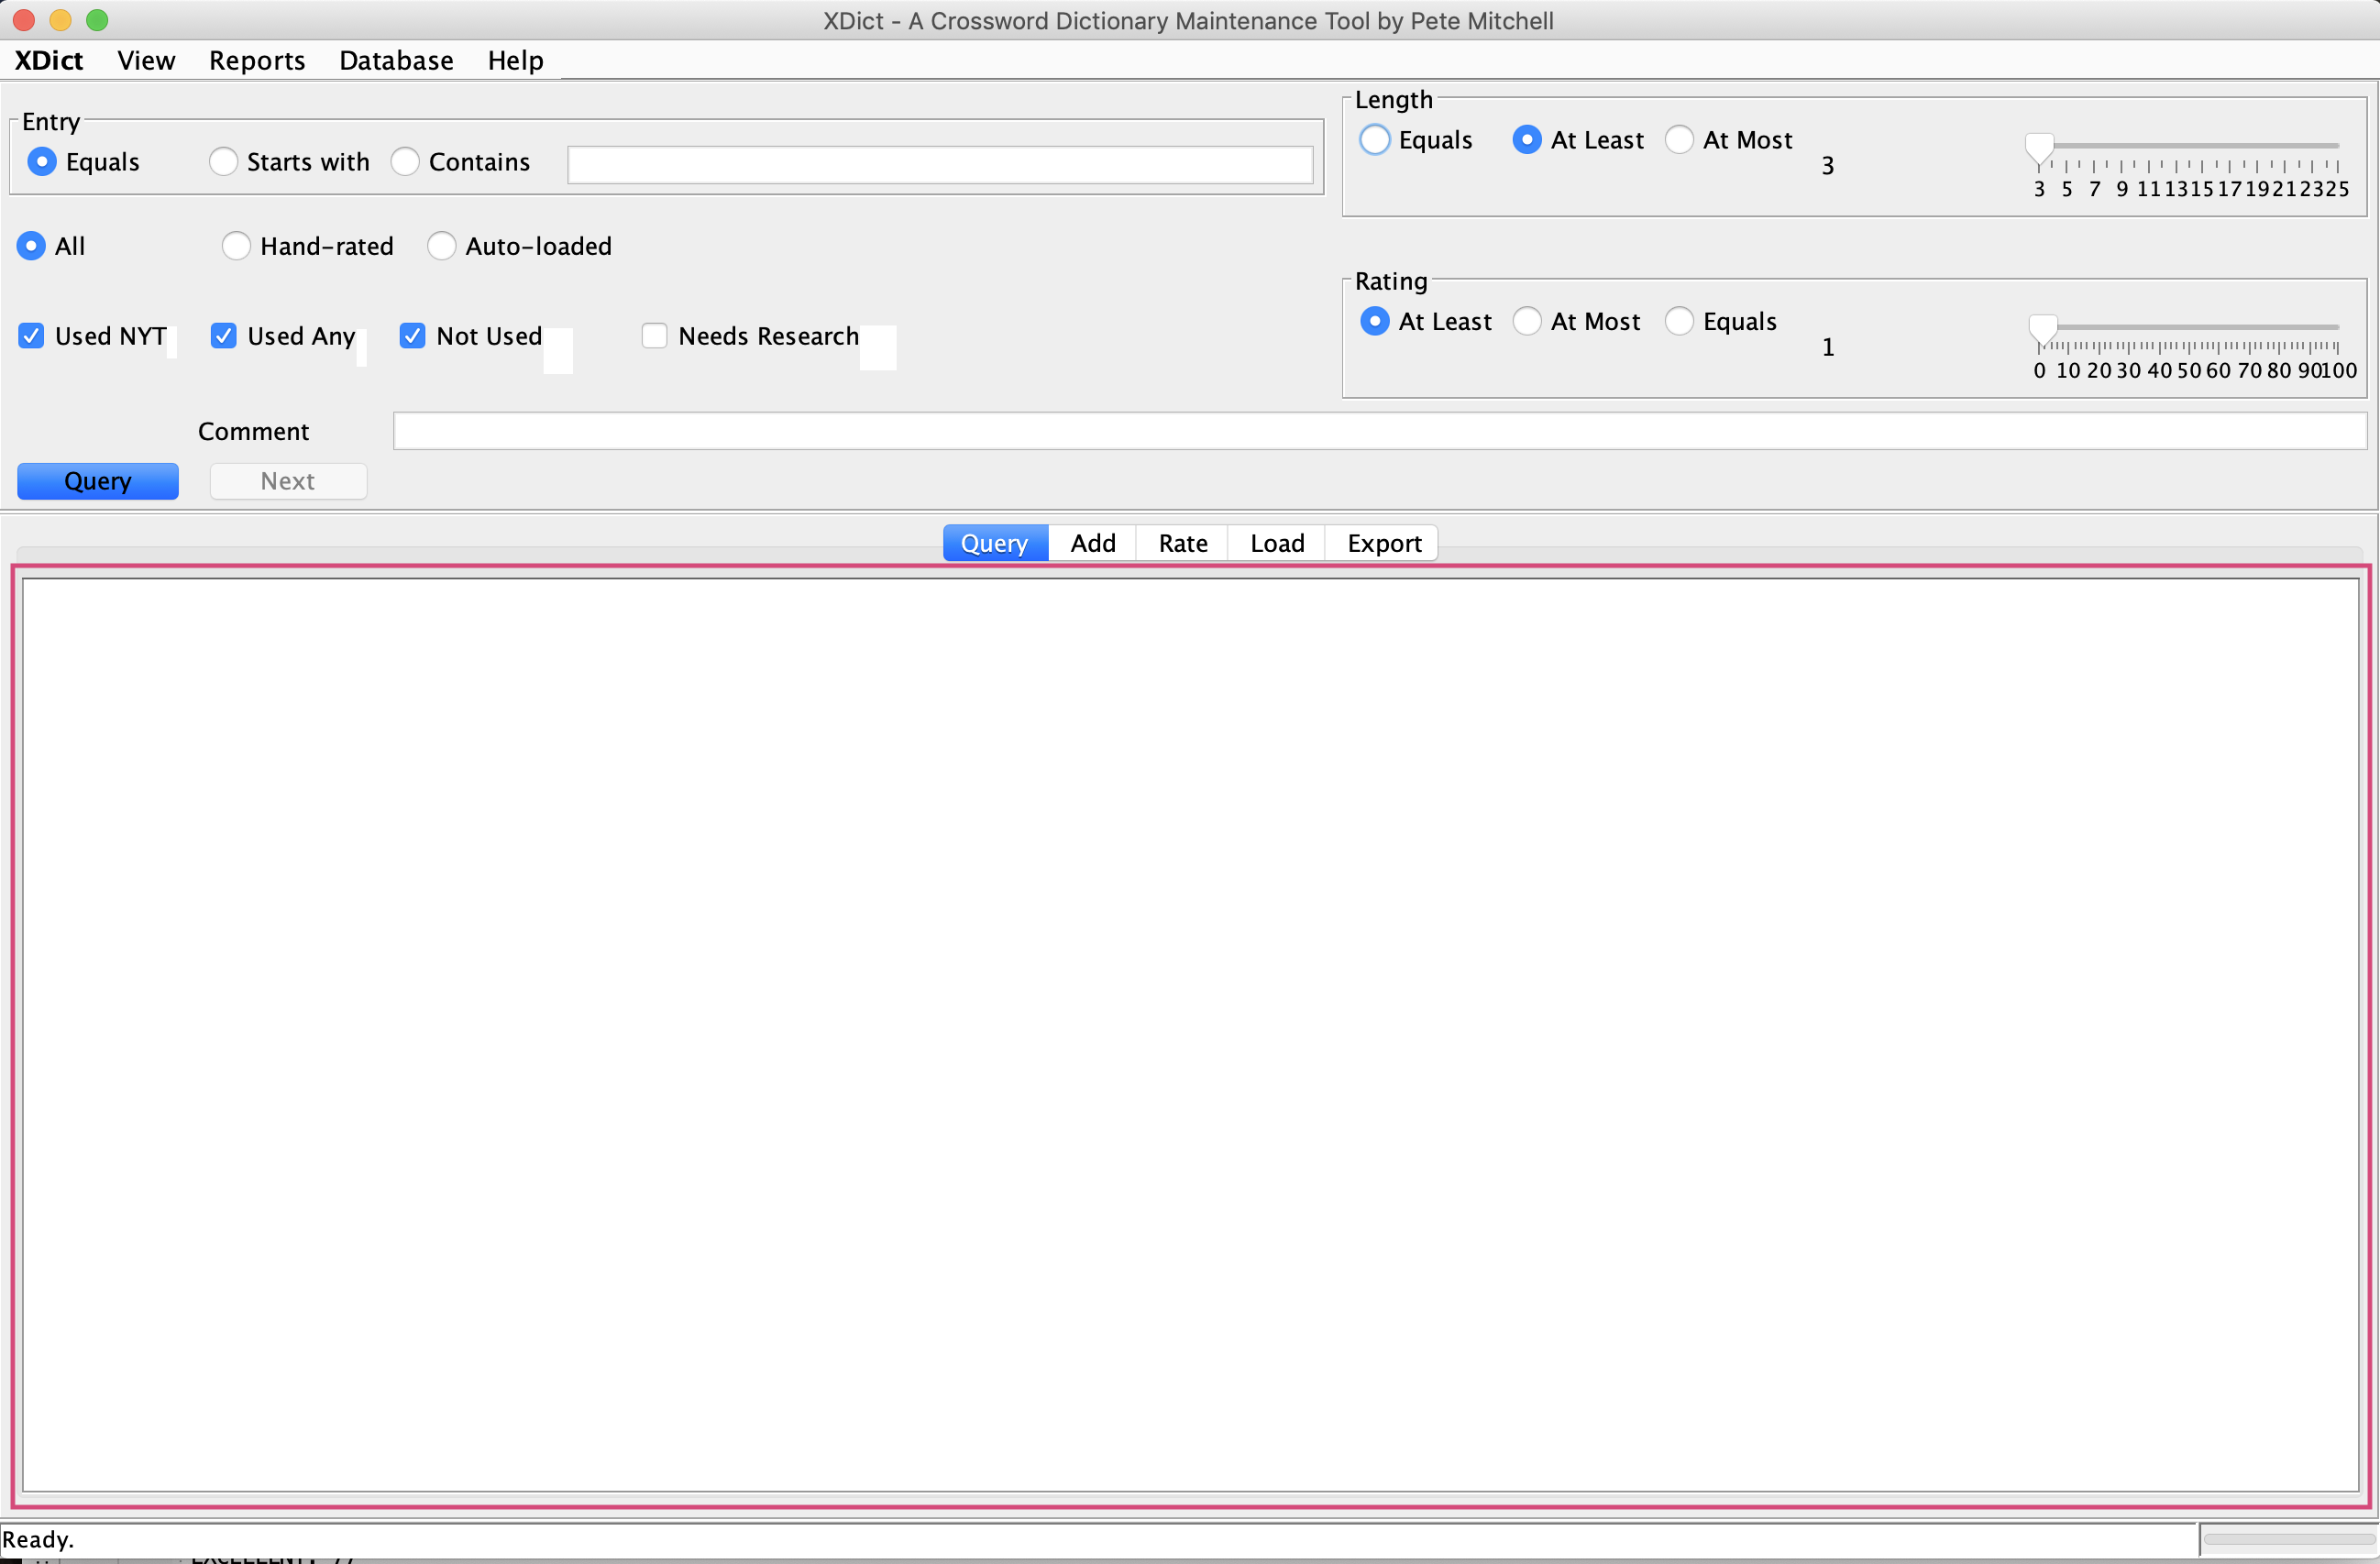 XDict - A Crossword Dictionary Maintenance Tool by Pete Mitchell
XDict View Reports Database Help
Entry
Equals Starts with Contains
Length
Equals At Least At Most 3
3 5 7 9 11 13 15 17 19 21 23 25
All Hand-rated Auto-loaded
Rating
At Least At Most Equals 1
0 10 20 30 40 50 60 70 80 90 100
Used NYT Used Any Not Used Needs Research
Comment
Query Next
Query Add Rate Load Export
Ready.